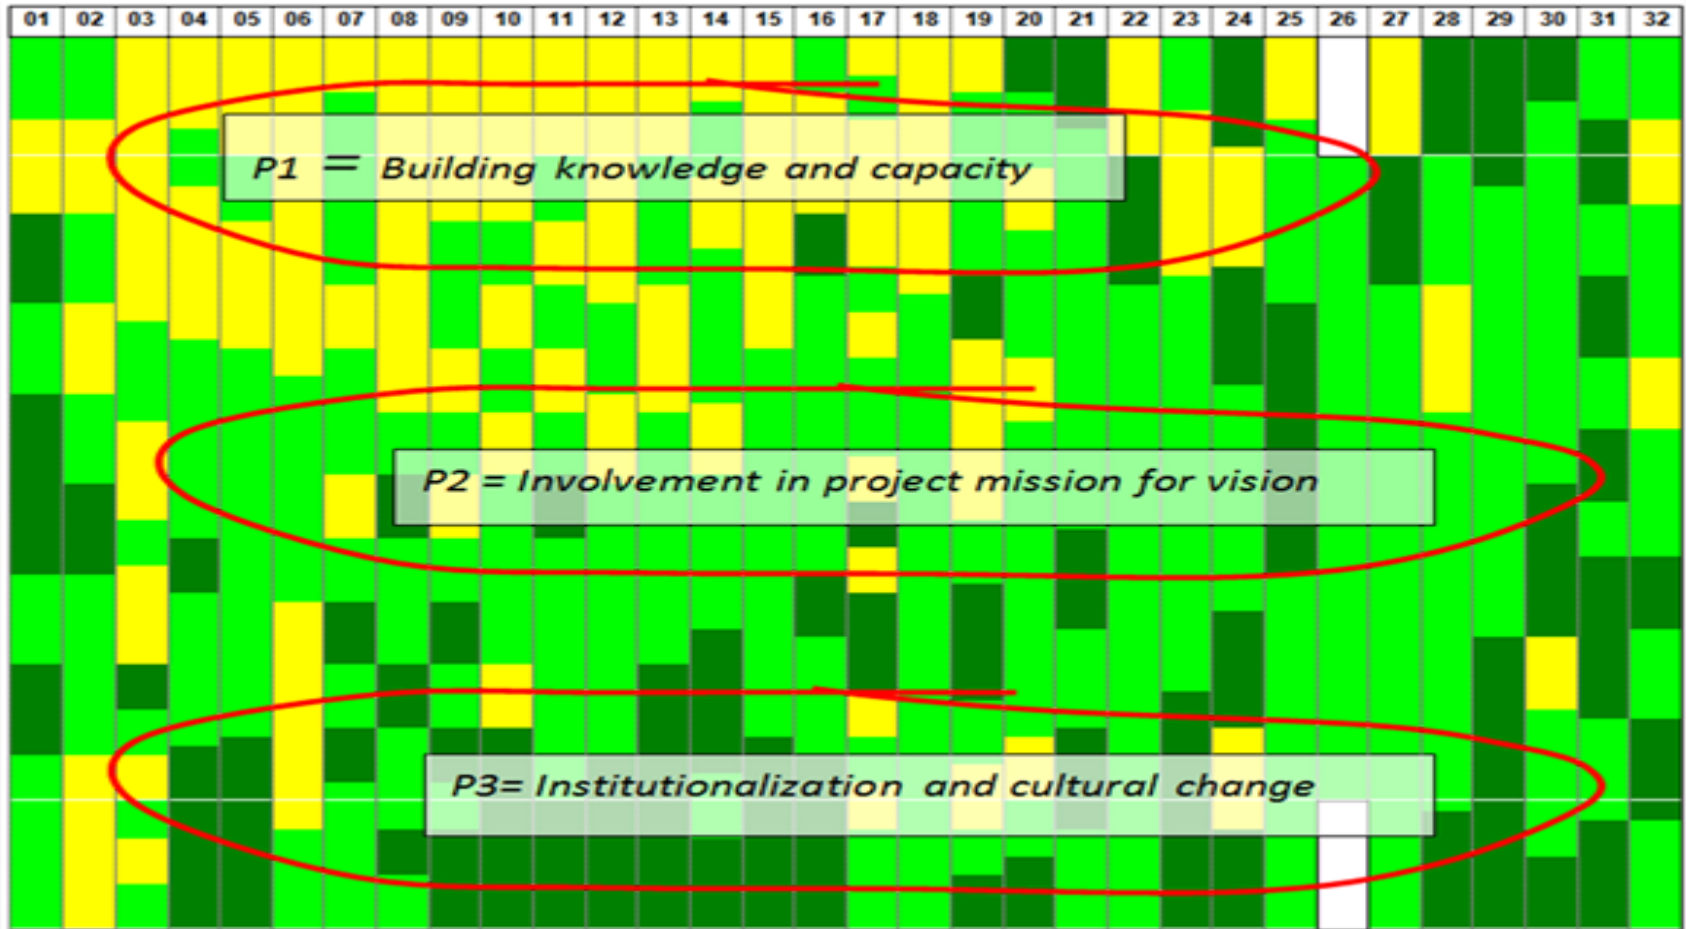 01 02 03 04 05 06 07 08 09 10 11 12 13 14 15 16 17 18 19 20 21 22 23 24 25 26 27 28 29 30 31 32
P1 = Building knowledge and capacity
P2 = Involvement in project mission for vision
P3= Institutionalization and cultural change